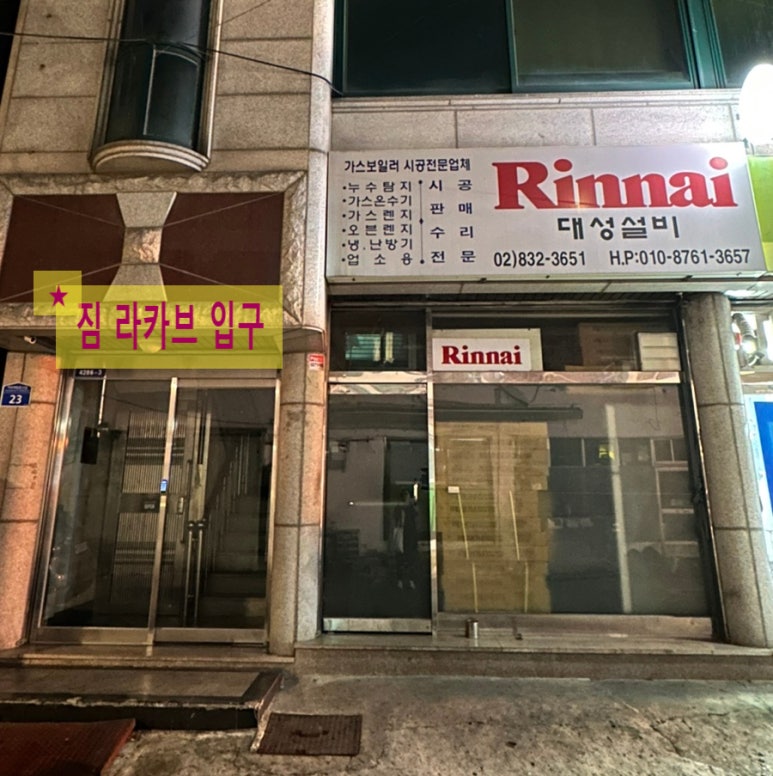 가스보일러 시공전문업체
Rinnai
•누수탐지
•가스온수기
•가스렌지
•오븐렌지
•냉.난방기
•업소용
시공
판매
수리
전문
대성설비
02)832-3651 H.P:010-8761-3657
★ 짐 라카브 입구
Rinnai
4288-3
23